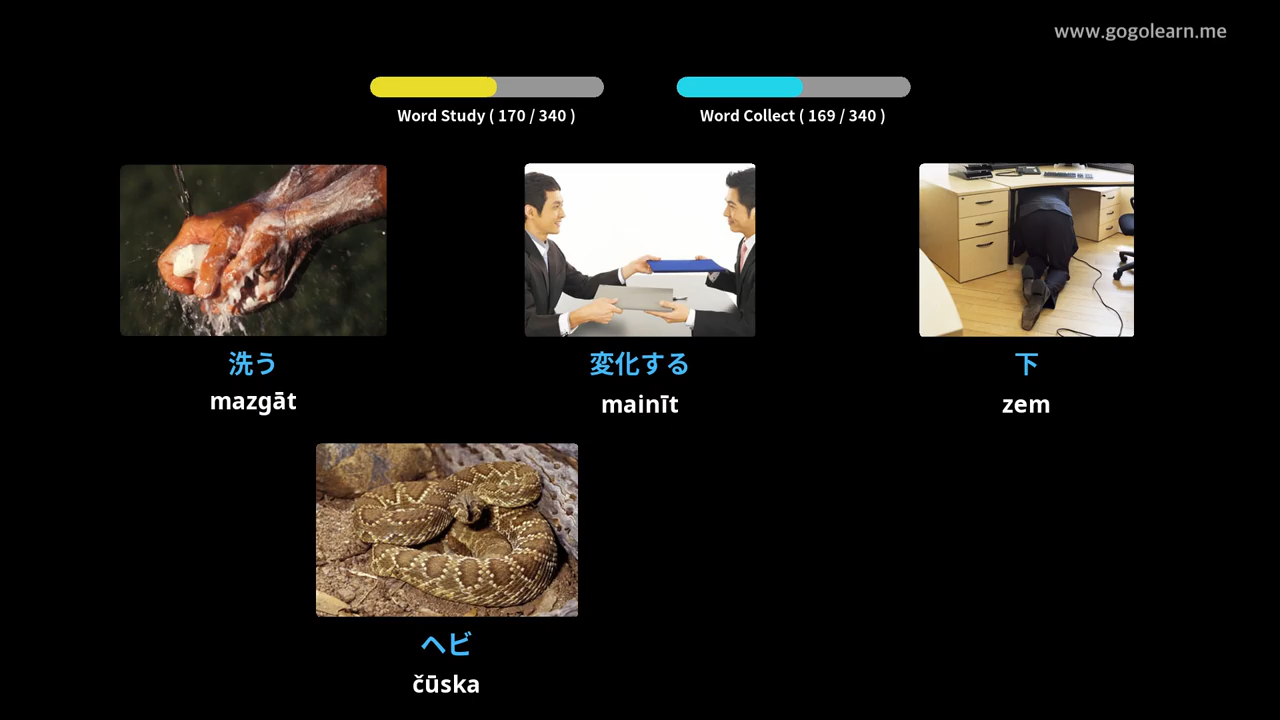 www.gogolearn.me
Word Study ( 170 / 340 )
Word Collect ( 169 / 340 )
洗う
mazgāt
変化する
mainīt
下
zem
ヘビ
čūska